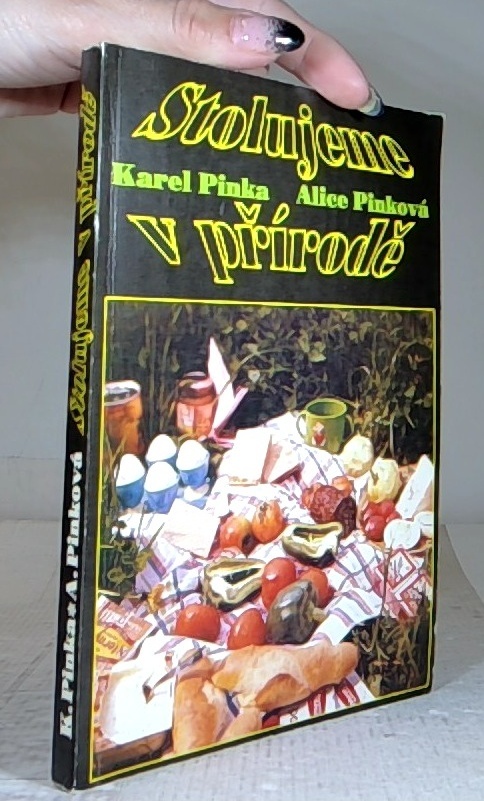 Stolujeme
Karel Pinka Alice Pinková
v přírodě
K. Pinka a A. Pinková
Stolujeme v přírodě